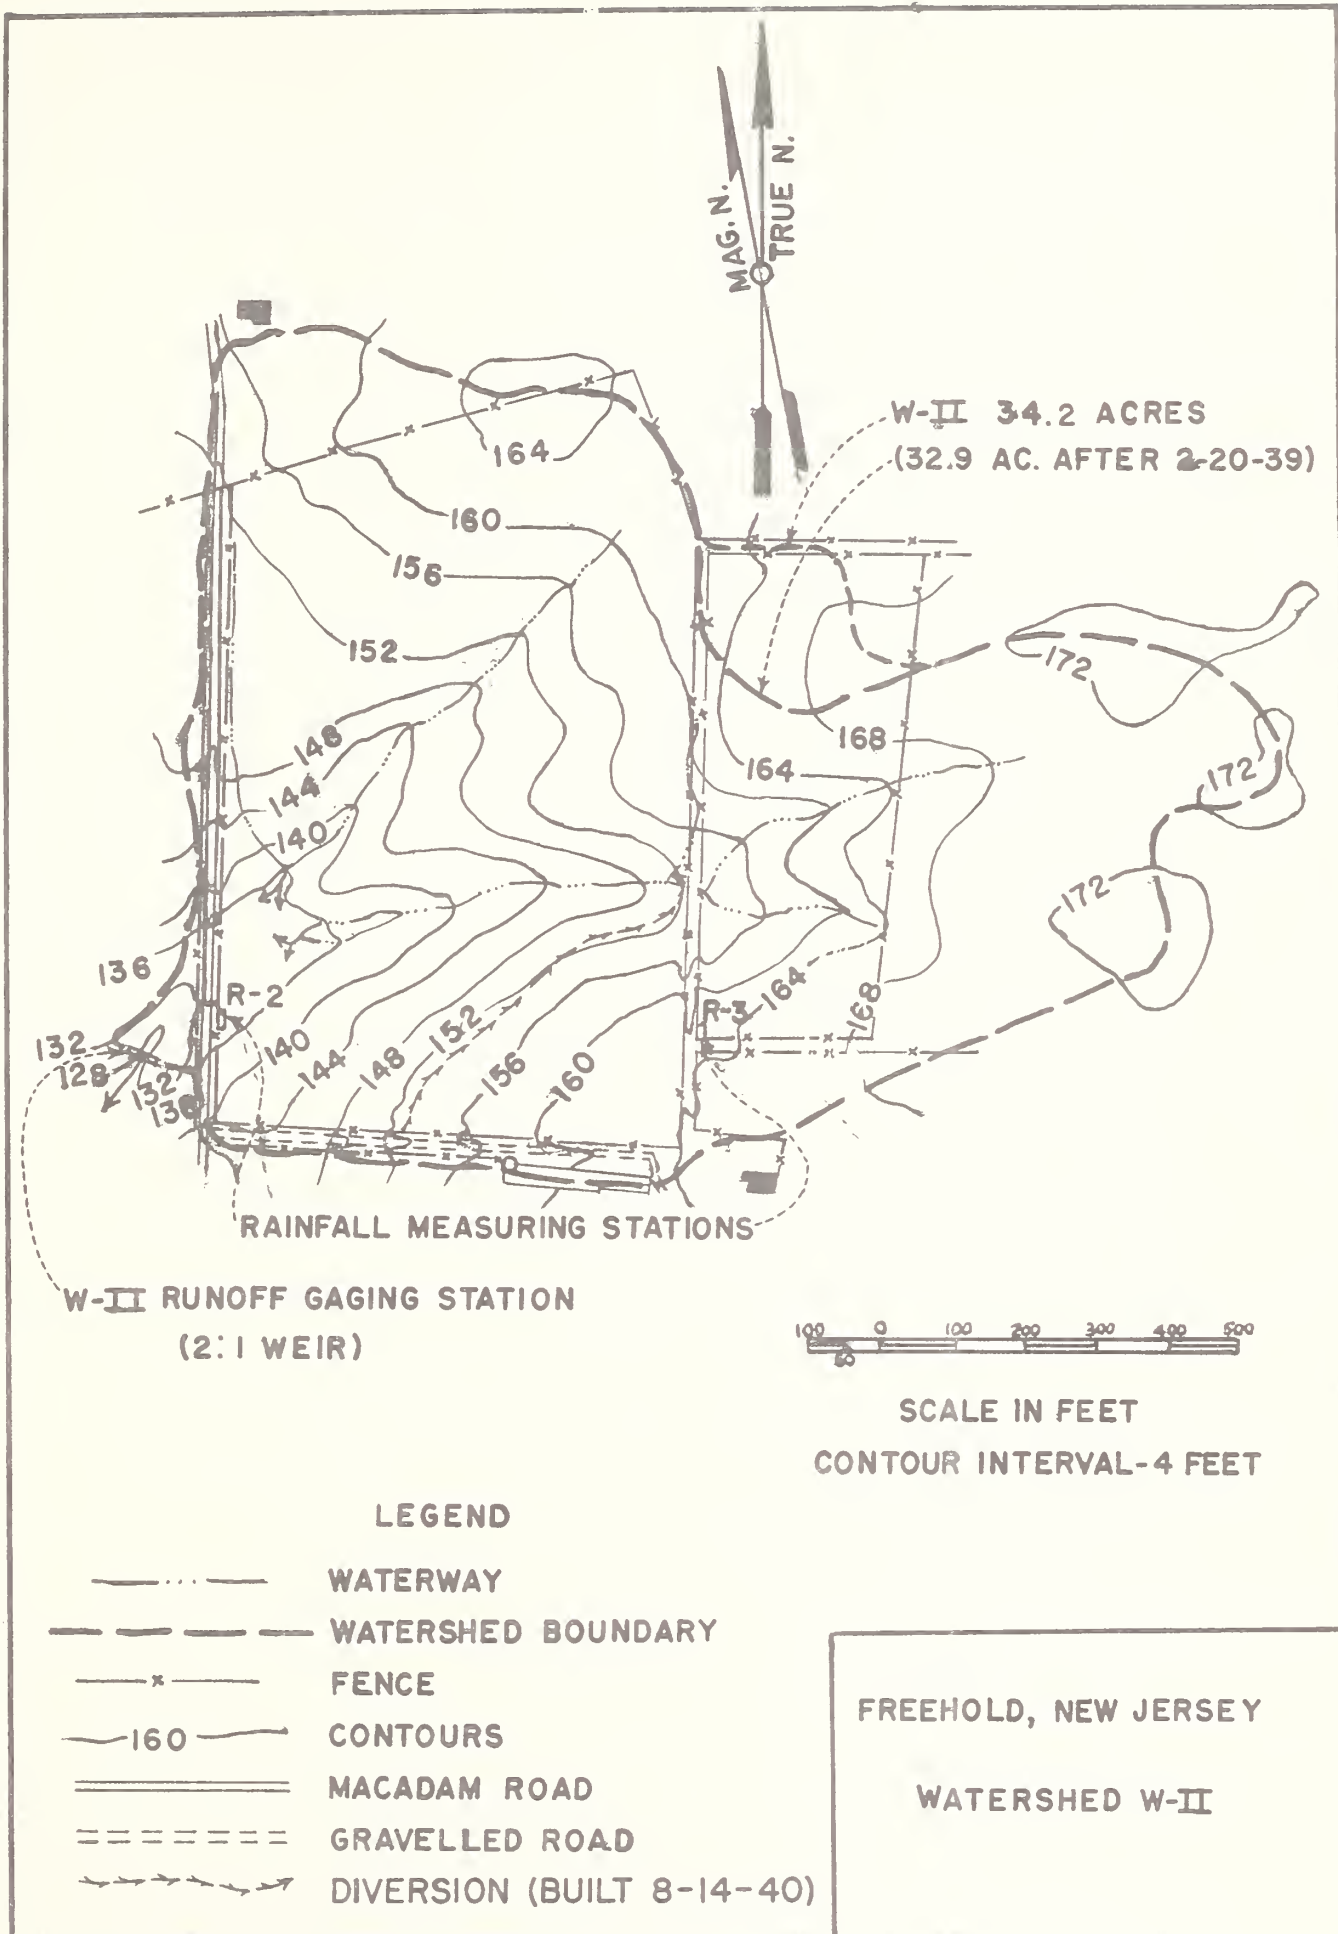 MAG. N.
TRUE N.
W-II 34.2 ACRES
(32.9 AC. AFTER 2-20-39)
164
160
156
152
148
144
140
136
132
128
132
136
R-2
140
144
148
152
156
160
164
168
172
172
172
168
164
R-3
RAINFALL MEASURING STATIONS
W-II RUNOFF GAGING STATION
(2:1 WEIR)
100 0 100 200 300 400 500
50
SCALE IN FEET
CONTOUR INTERVAL-4 FEET
LEGEND
WATERWAY
WATERSHED BOUNDARY
FENCE
160 CONTOURS
MACADAM ROAD
GRAVELLED ROAD
DIVERSION (BUILT 8-14-40)
FREEHOLD, NEW JERSEY
WATERSHED W-II